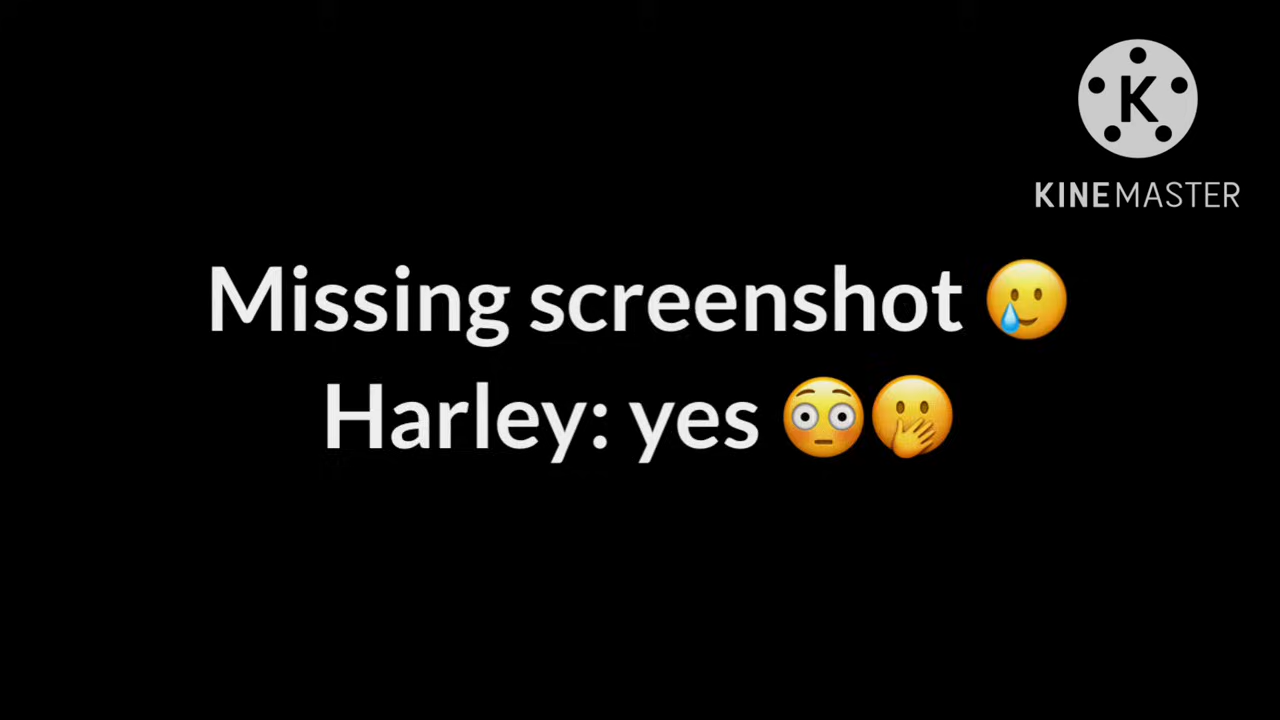 K
KINEMASTER
Missing screenshot 🥲
Harley: yes 😳🫢